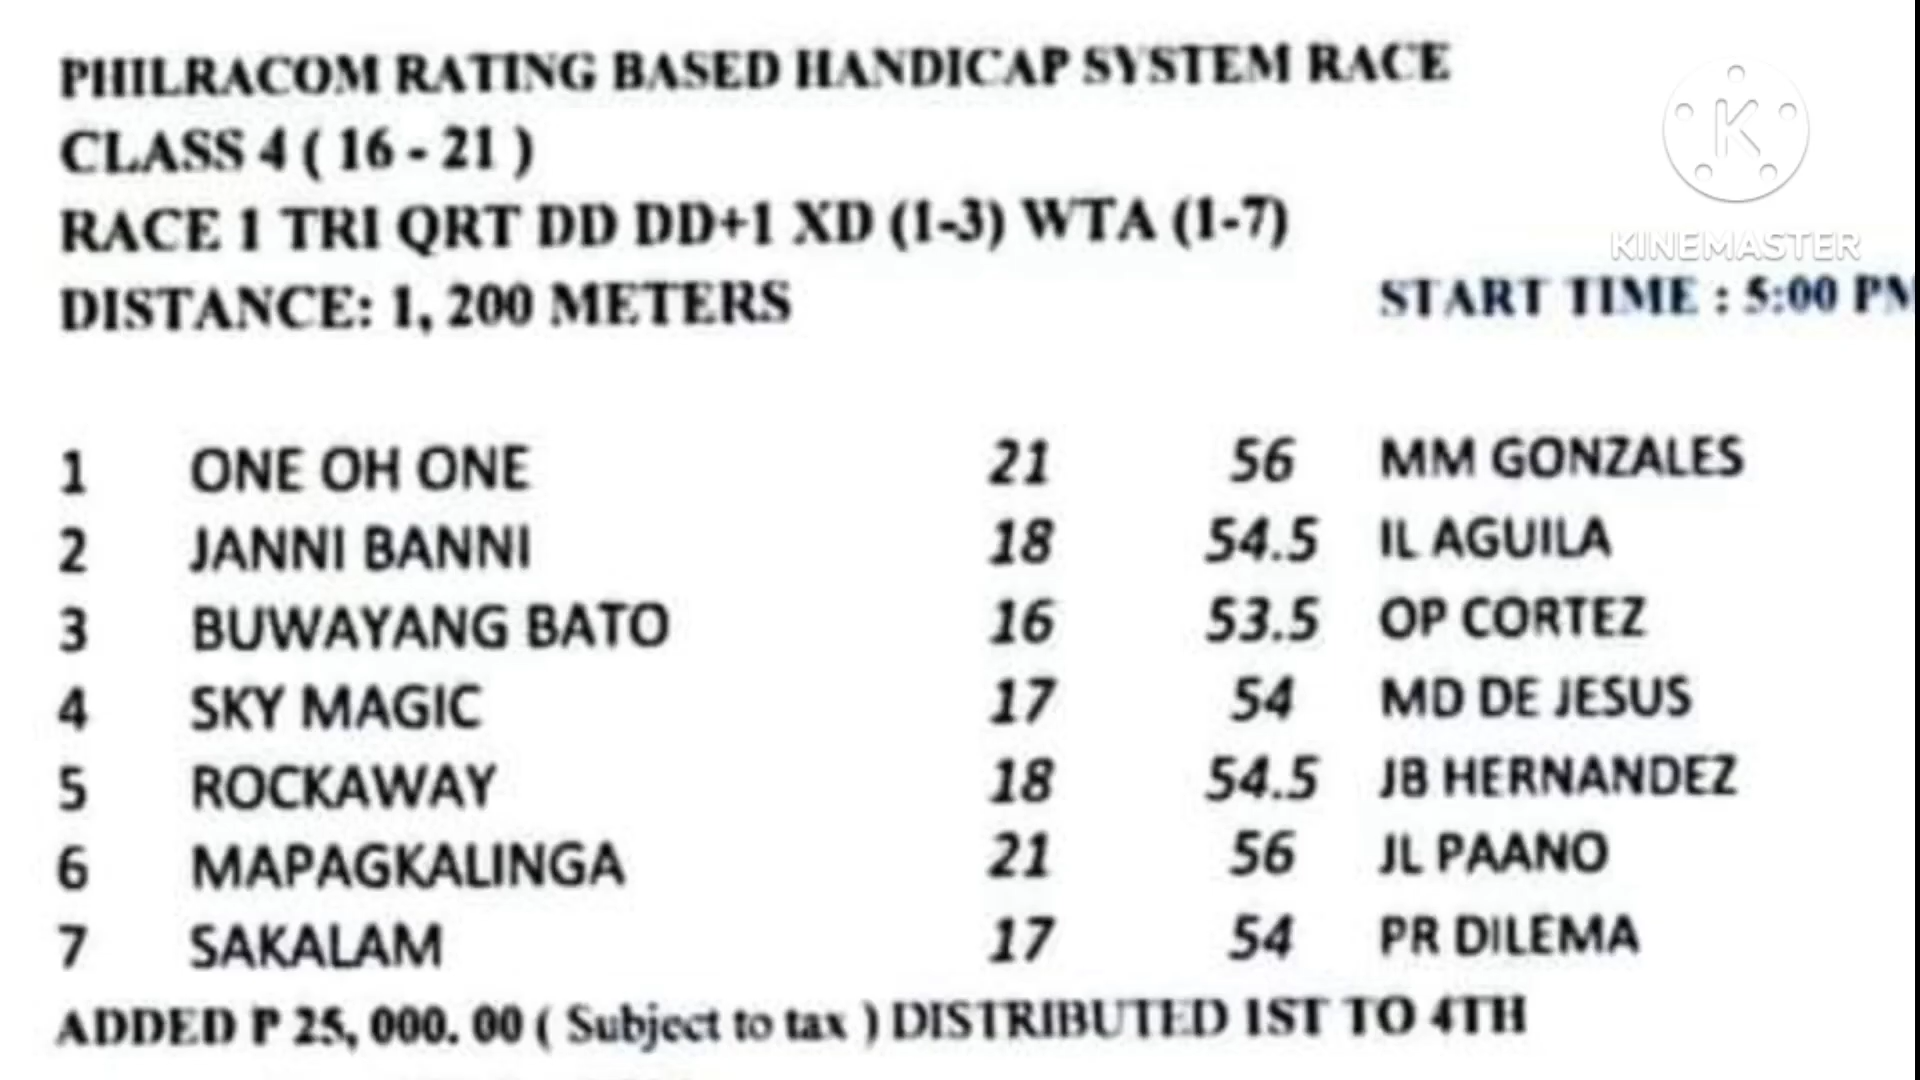 PHILRACOM RATING BASED HANDICAP SYSTEM RACE
CLASS 4 ( 16 - 21 )
RACE 1 TRI QRT DD DD+1 XD (1-3) WTA (1-7)
DISTANCE: 1, 200 METERS START TIME : 5:00 PM
1 ONE OH ONE 21 56 MM GONZALES
2 JANNI BANNI 18 54.5 IL AGUILA
3 BUWAYANG BATO 16 53.5 OP CORTEZ
4 SKY MAGIC 17 54 MD DE JESUS
5 ROCKAWAY 18 54.5 JB HERNANDEZ
6 MAPAGKALINGA 21 56 JL PAANO
7 SAKALAM 17 54 PR DILEMA
ADDED P 25, 000. 00 ( Subject to tax ) DISTRIBUTED 1ST TO 4TH
K
KINEMASTER